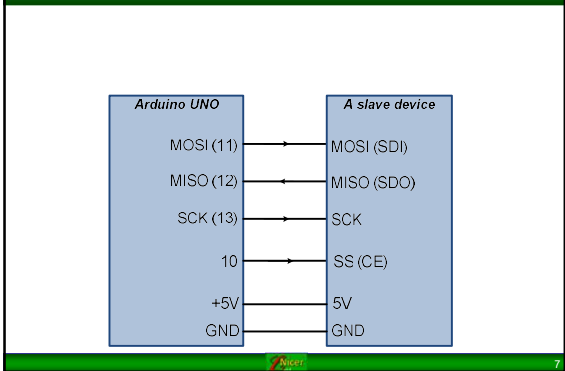 Arduino UNO
A slave device
MOSI (11)
MOSI (SDI)
MISO (12)
MISO (SDO)
SCK (13)
SCK
10
SS (CE)
+5V
5V
GND
GND
Nicer
7